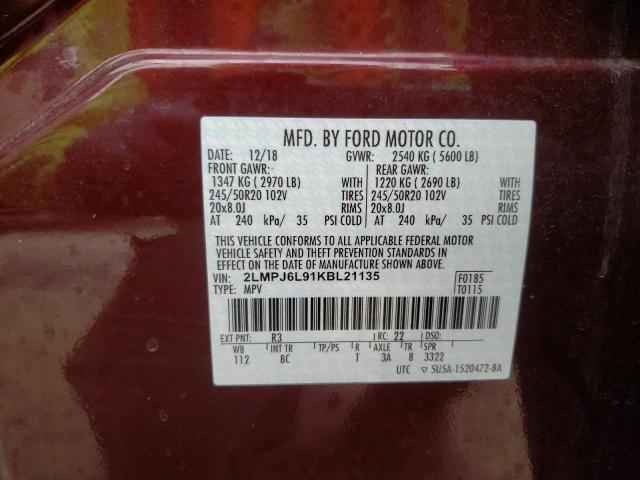 MFD. BY FORD MOTOR CO.
DATE: 12/18 GVWR: 2540 KG ( 5600 LB)
FRONT GAWR: REAR GAWR:
1347 KG ( 2970 LB) WITH 1220 KG ( 2690 LB) WITH
245/50R20 102V TIRES 245/50R20 102V TIRES
20x8.0J RIMS 20x8.0J RIMS
AT 240 kPa/ 35 PSI COLD AT 240 kPa/ 35 PSI COLD
THIS VEHICLE CONFORMS TO ALL APPLICABLE FEDERAL MOTOR
VEHICLE SAFETY AND THEFT PREVENTION STANDARDS IN
EFFECT ON THE DATE OF MANUFACTURE SHOWN ABOVE.
VIN: 2LMPJ6L91KBL21135 F0185
TYPE: MPV T0115
EXT PNT: R3 RC: 22 DSO:
WB INT TR TP/PS R AXLE TR SPR
112 BC T 3A 8 3322
UTC ▽ 5U5A-1520472-BA